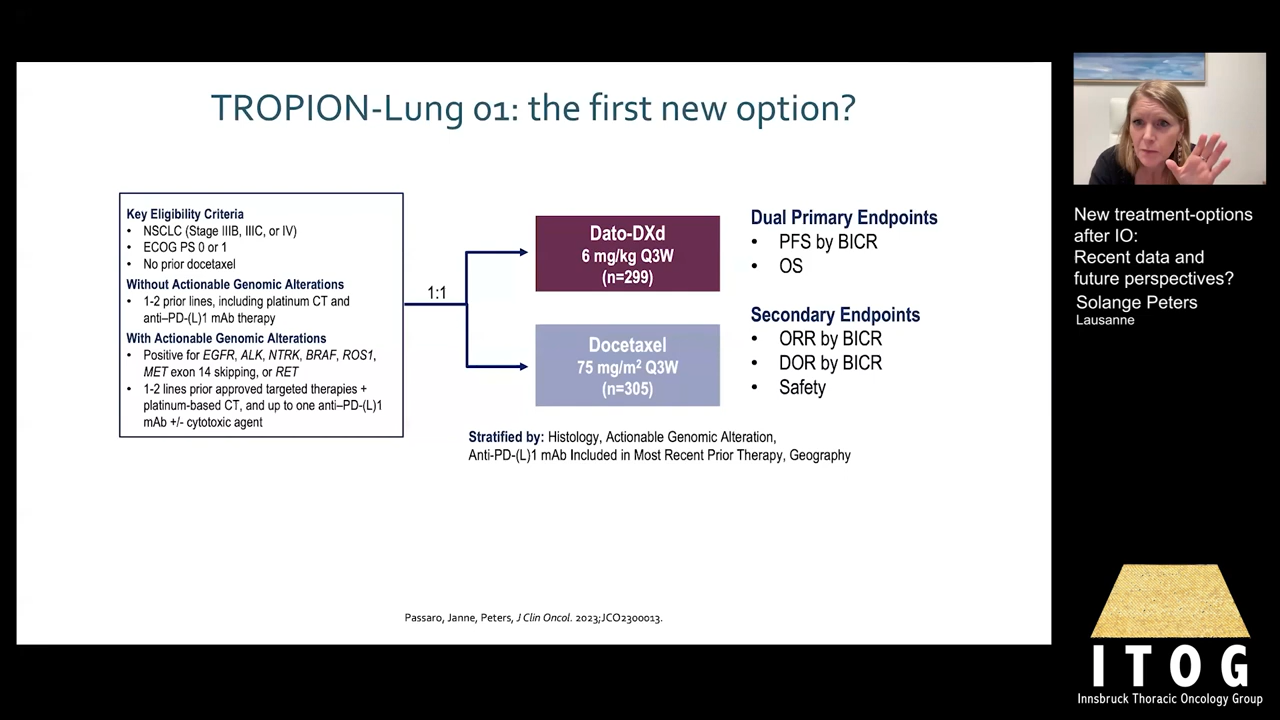 TROPION-Lung 01: the first new option?
Key Eligibility Criteria
• NSCLC (Stage IIIB, IIIC, or IV)
• ECOG PS 0 or 1
• No prior docetaxel
Without Actionable Genomic Alterations
• 1-2 prior lines, including platinum CT and
anti–PD-(L)1 mAb therapy
With Actionable Genomic Alterations
• Positive for EGFR, ALK, NTRK, BRAF, ROS1,
MET exon 14 skipping, or RET
• 1-2 lines prior approved targeted therapies +
platinum-based CT, and up to one anti–PD-(L)1
mAb +/- cytotoxic agent
1:1
Dato-DXd
6 mg/kg Q3W
(n=299)
Docetaxel
75 mg/m² Q3W
(n=305)
Dual Primary Endpoints
• PFS by BICR
• OS
Secondary Endpoints
• ORR by BICR
• DOR by BICR
• Safety
Stratified by: Histology, Actionable Genomic Alteration,
Anti-PD-(L)1 mAb Included in Most Recent Prior Therapy, Geography
Passaro, Janne, Peters, J Clin Oncol. 2023;JCO2300013.
New treatment-options
after IO:
Recent data and
future perspectives?
Solange Peters
Lausanne
ITOG
Innsbruck Thoracic Oncology Group